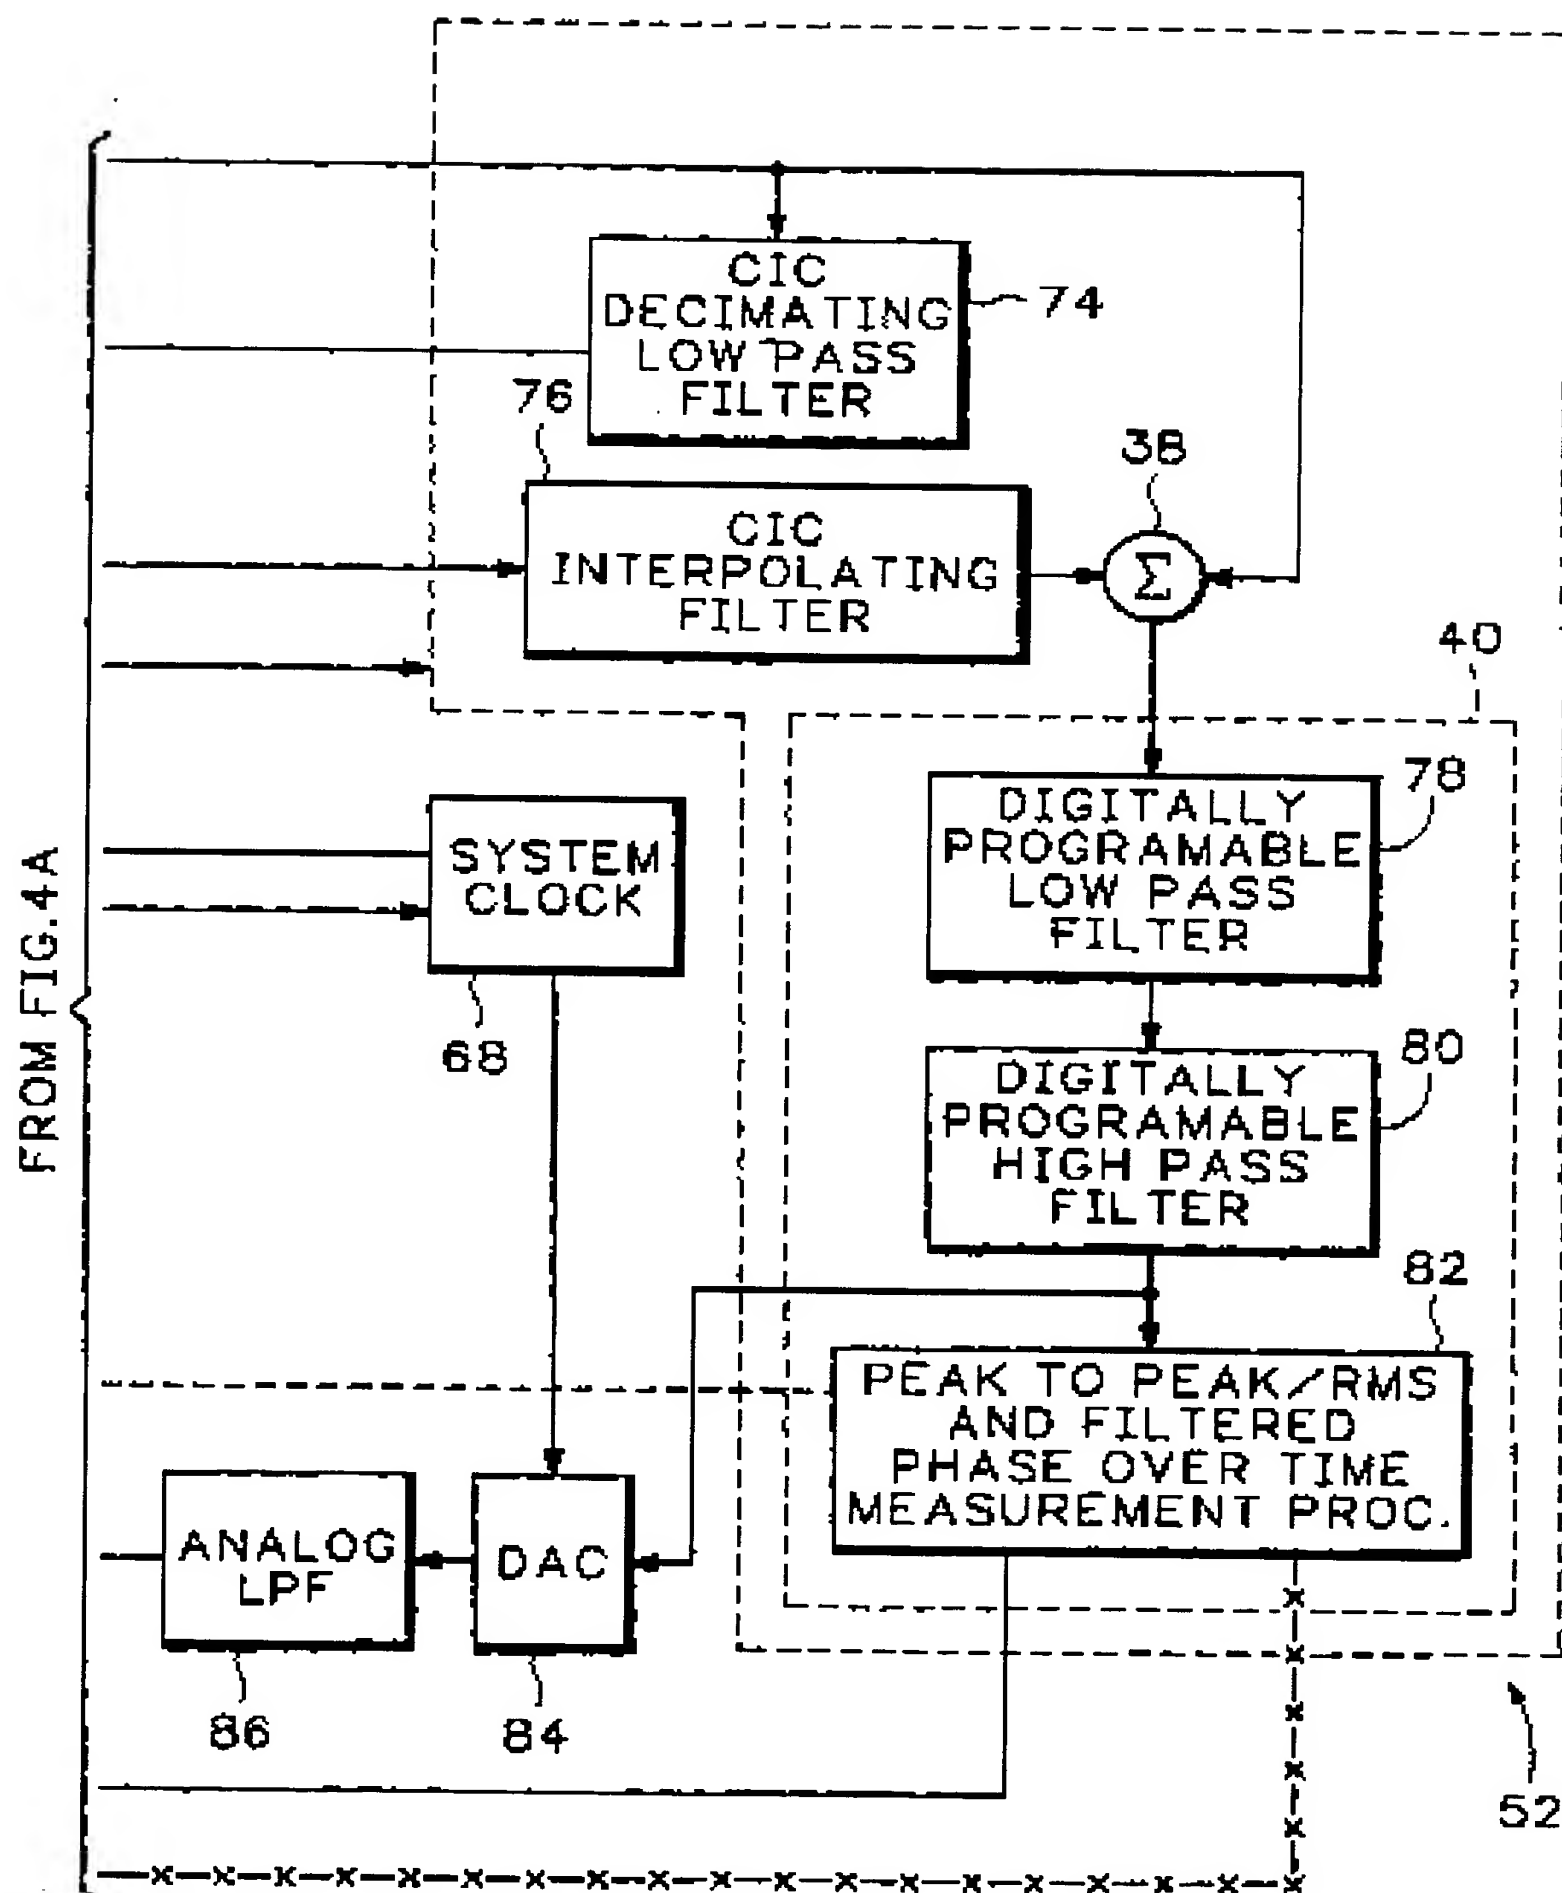 CIC
DECIMATING
LOW PASS
FILTER
74
76
CIC
INTERPOLATING
FILTER
38
Σ
40
DIGITALLY
PROGRAMABLE
LOW PASS
FILTER
78
SYSTEM
CLOCK
68
FROM FIG.4A
DIGITALLY
PROGRAMABLE
HIGH PASS
FILTER
80
82
PEAK TO PEAK/RMS
AND FILTERED
PHASE OVER TIME
MEASUREMENT PROC.
ANALOG
LPF
86
DAC
84
52